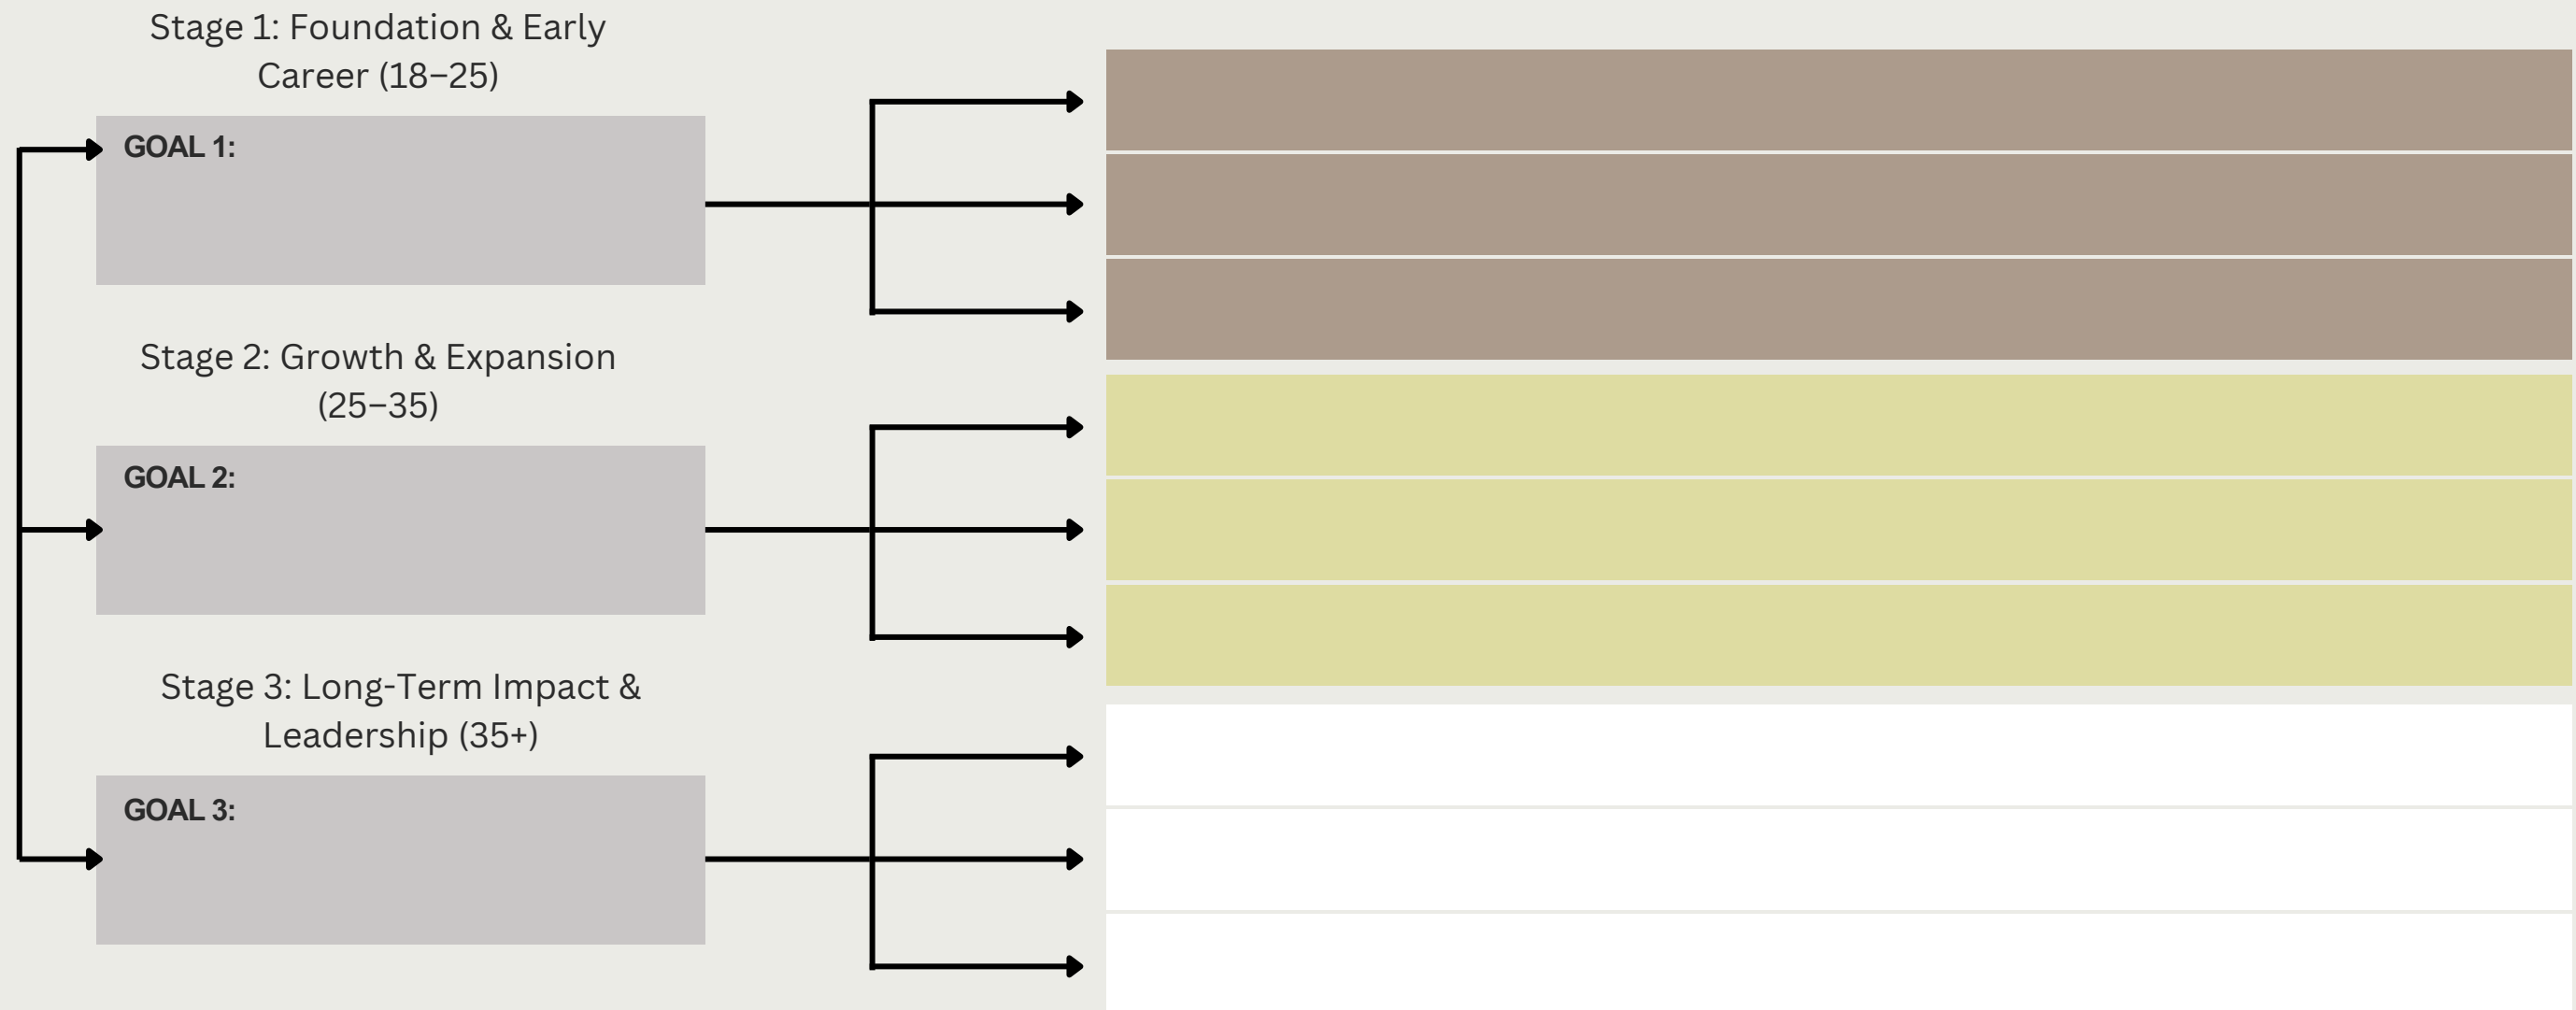 Stage 1: Foundation & Early
Career (18–25)
GOAL 1:
Stage 2: Growth & Expansion
(25–35)
GOAL 2:
Stage 3: Long-Term Impact &
Leadership (35+)
GOAL 3: